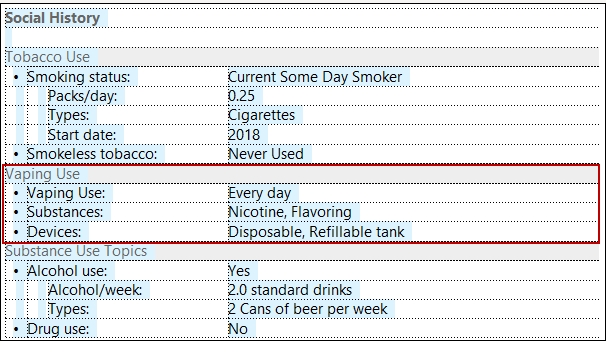 Social History
Tobacco Use
• Smoking status: Current Some Day Smoker
Packs/day: 0.25
Types: Cigarettes
Start date: 2018
• Smokeless tobacco: Never Used
Vaping Use
• Vaping Use: Every day
• Substances: Nicotine, Flavoring
• Devices: Disposable, Refillable tank
Substance Use Topics
• Alcohol use: Yes
Alcohol/week: 2.0 standard drinks
Types: 2 Cans of beer per week
• Drug use: No